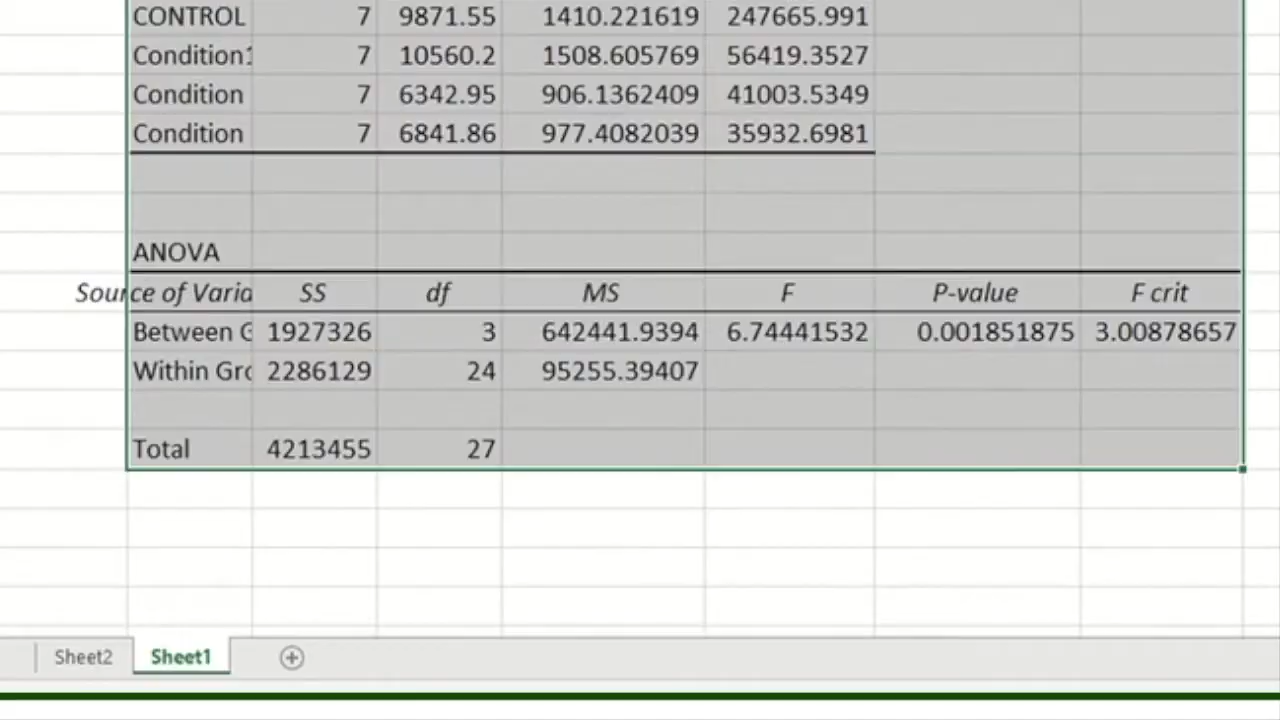 CONTROL 7 9871.55 1410.221619 247665.991
Condition1 7 10560.2 1508.605769 56419.3527
Condition 7 6342.95 906.1362409 41003.5349
Condition 7 6841.86 977.4082039 35932.6981
ANOVA
Source of Varia SS df MS F P-value F crit
Between G 1927326 3 642441.9394 6.74441532 0.001851875 3.00878657
Within Gro 2286129 24 95255.39407
Total 4213455 27
Sheet2 Sheet1